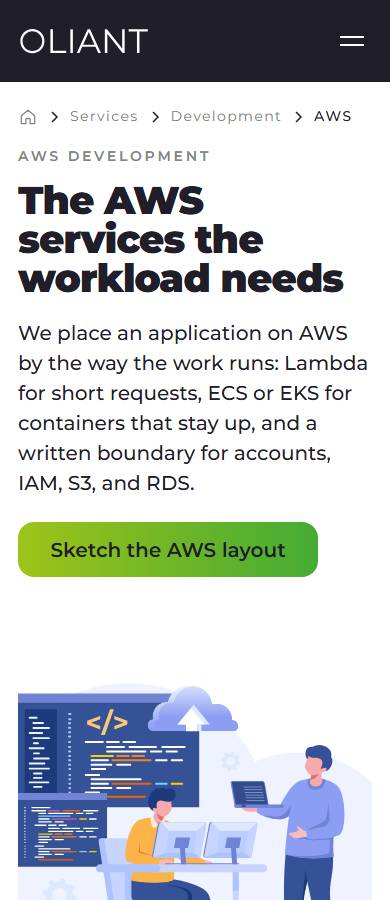 OLIANT
Services > Development > AWS
AWS DEVELOPMENT
The AWS
services the
workload needs
We place an application on AWS
by the way the work runs: Lambda
for short requests, ECS or EKS for
containers that stay up, and a
written boundary for accounts,
IAM, S3, and RDS.
Sketch the AWS layout
</>